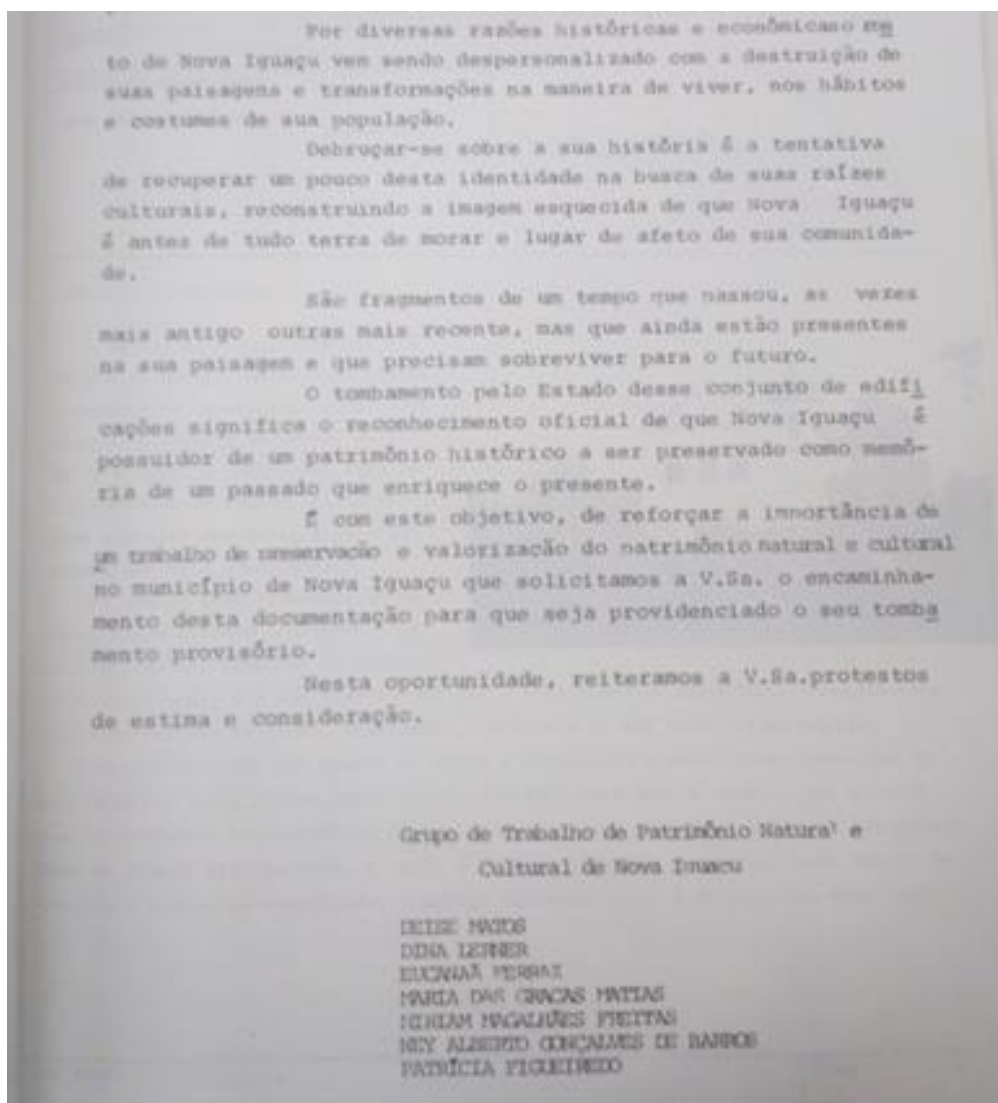 Por diversas razões históricas e econômicaso me
to de Nova Iguaçu vem sendo despersonalizado com a destruição de
suas paisagens e transformações na maneira de viver, nos hábitos
e costumes de sua população.
Debruçar-se sobre a sua história é a tentativa
de recuperar um pouco desta identidade na busca de suas raízes
culturais, reconstruindo a imagem esquecida de que Nova Iguaçu
é antes de tudo terra de morar e lugar de afeto de sua comunida-
de.
São fragmentos de um tempo que passou, as vezes
mais antigo outras mais recente, mas que ainda estão presentes
na sua paisagem e que precisam sobreviver para o futuro.
O tombamento pelo Estado desse conjunto de edifi
cações significa o reconhecimento oficial de que Nova Iguaçu é
possuidor de um patrimônio histórico a ser preservado como memó-
ria de um passado que enriquece o presente.
É com este objetivo, de reforçar a importância de
um trabalho de preservação e valorização do patrimônio natural e cultural
no município de Nova Iguaçu que solicitamos a V.Sa. o encaminha-
mento desta documentação para que seja providenciado o seu tomba
mento provisório.
Nesta oportunidade, reiteramos a V.Sa.protestos
de estima e consideração.
Grupo de Trabalho de Patrimônio Natural e
Cultural de Nova Iguaçu
DEISE MATOS
DINA LERNER
EUCANAÃ FERRAZ
MARIA DAS GRAÇAS MATIAS
MIRIAM MAGALHÃES FREITAS
NEY ALBERTO GONÇALVES DE BARROS
PATRÍCIA FIGUEIREDO